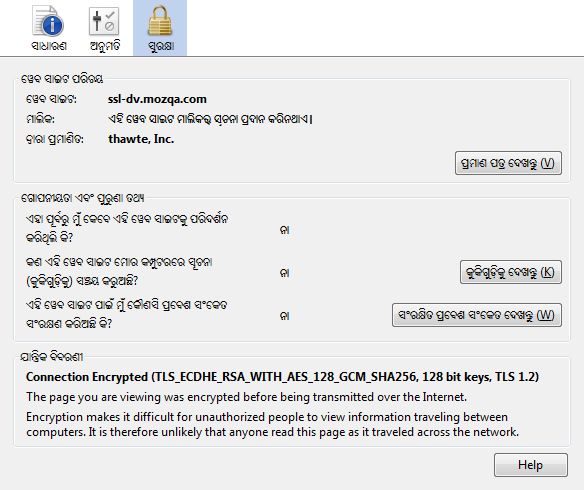 ସାଧାରଣ ଅନୁମତି ସୁରକ୍ଷା
ୱେବ ସାଇଟ ପରିଚୟ
ୱେବ ସାଇଟ: ssl-dv.mozqa.com
ମାଲିକ: ଏହି ୱେବ ସାଇଟ ମାଲିକର ସୂଚନା ପ୍ରଦାନ କରିନଥାଏ।
ଦ୍ୱାରା ପ୍ରମାଣିତ: thawte, Inc.
ପ୍ରମାଣ ପତ୍ର ଦେଖନ୍ତୁ (V)
ଗୋପନୀୟତା ଏବଂ ପୁରୁଣା ତଥ୍ୟ
ଏହା ପୂର୍ବରୁ ମୁଁ କେବେ ଏହି ୱେବ ସାଇଟକୁ ପରିଦର୍ଶନ
କରିଥିଲି କି? ନା
କଣ ଏହି ୱେବ ସାଇଟ ମୋର କମ୍ପୁଟରରେ ସୂଚନା
(କୁକିଗୁଡ଼ିକୁ) ସଞ୍ଚୟ କରୁଅଛି? ନା କୁକିଗୁଡ଼ିକୁ ଦେଖନ୍ତୁ (K)
ଏହି ୱେବ ସାଇଟ ପାଇଁ ମୁଁ କୌଣସି ପ୍ରବେଶ ସଂକେତ
ସଂରକ୍ଷଣ କରିଅଛି କି? ନା ସଂରକ୍ଷିତ ପ୍ରବେଶ ସଂକେତ ଦେଖନ୍ତୁ (W)
ଯାନ୍ତ୍ରିକ ବିବରଣୀ
Connection Encrypted (TLS_ECDHE_RSA_WITH_AES_128_GCM_SHA256, 128 bit keys, TLS 1.2)
The page you are viewing was encrypted before being transmitted over the Internet.
Encryption makes it difficult for unauthorized people to view information traveling between
computers. It is therefore unlikely that anyone read this page as it traveled across the network.
Help